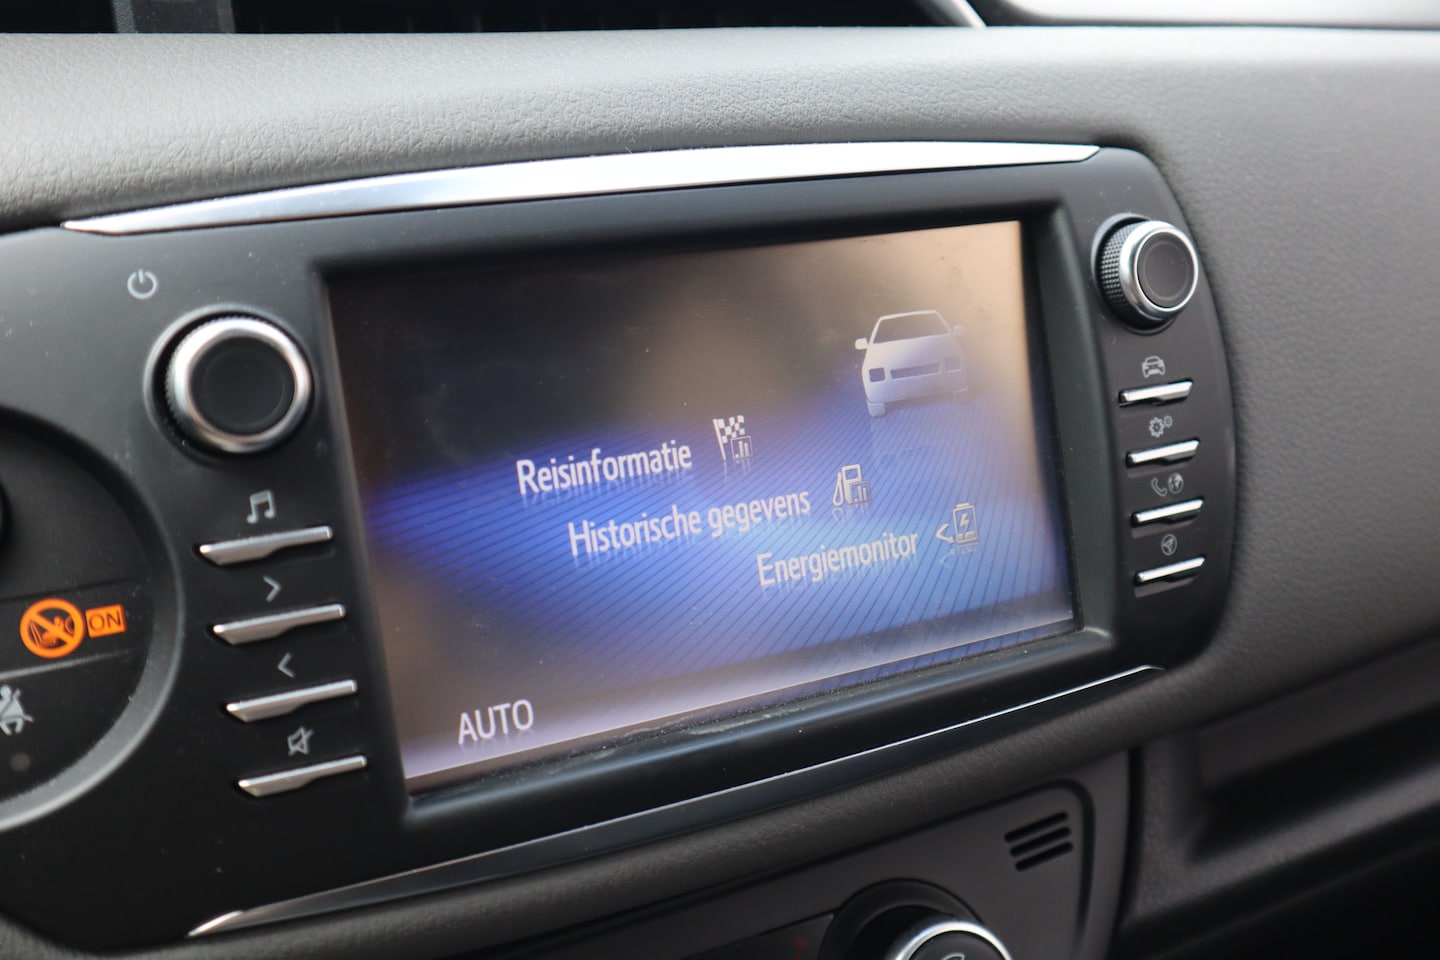 Reisinformatie
Historische gegevens
Energiemonitor
AUTO
ON